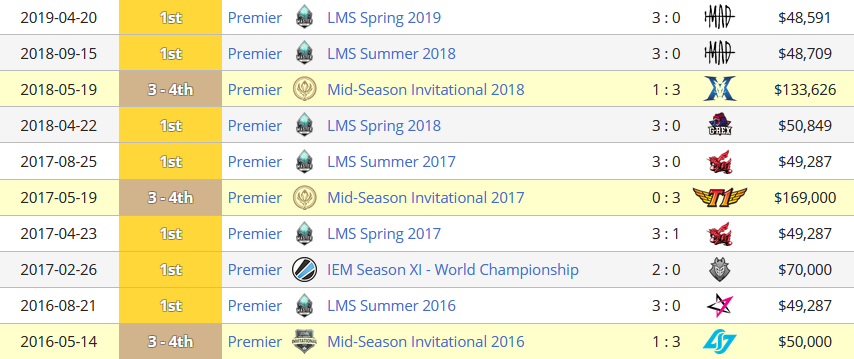 2019-04-20 1st Premier LMS Spring 2019 3 : 0 MAD $48,591
2018-09-15 1st Premier LMS Summer 2018 3 : 0 MAD $48,709
2018-05-19 3 - 4th Premier Mid-Season Invitational 2018 1 : 3 $133,626
2018-04-22 1st Premier LMS Spring 2018 3 : 0 G-REX $50,849
2017-08-25 1st Premier LMS Summer 2017 3 : 0 $49,287
2017-05-19 3 - 4th Premier Mid-Season Invitational 2017 0 : 3 T1 $169,000
2017-04-23 1st Premier LMS Spring 2017 3 : 1 $49,287
2017-02-26 1st Premier IEM Season XI - World Championship 2 : 0 $70,000
2016-08-21 1st Premier LMS Summer 2016 3 : 0 $49,287
2016-05-14 3 - 4th Premier Mid-Season Invitational 2016 1 : 3 $50,000